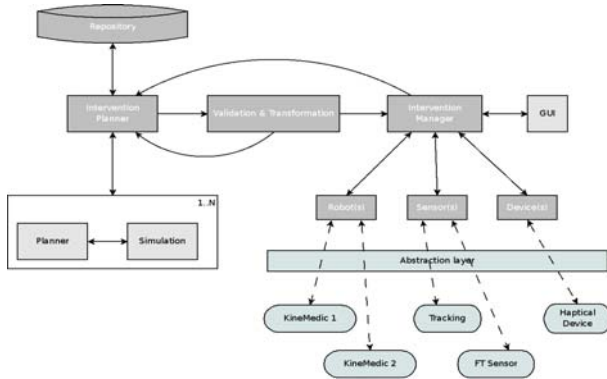 Repository
Intervention
Planner
Validation & Transformation
Intervention
Manager
GUI
1..N
Planner
Simulation
Robot(s)
Sensor(s)
Device(s)
Abstraction layer
KineMedic 1
Tracking
Haptical
Device
KineMedic 2
FT Sensor